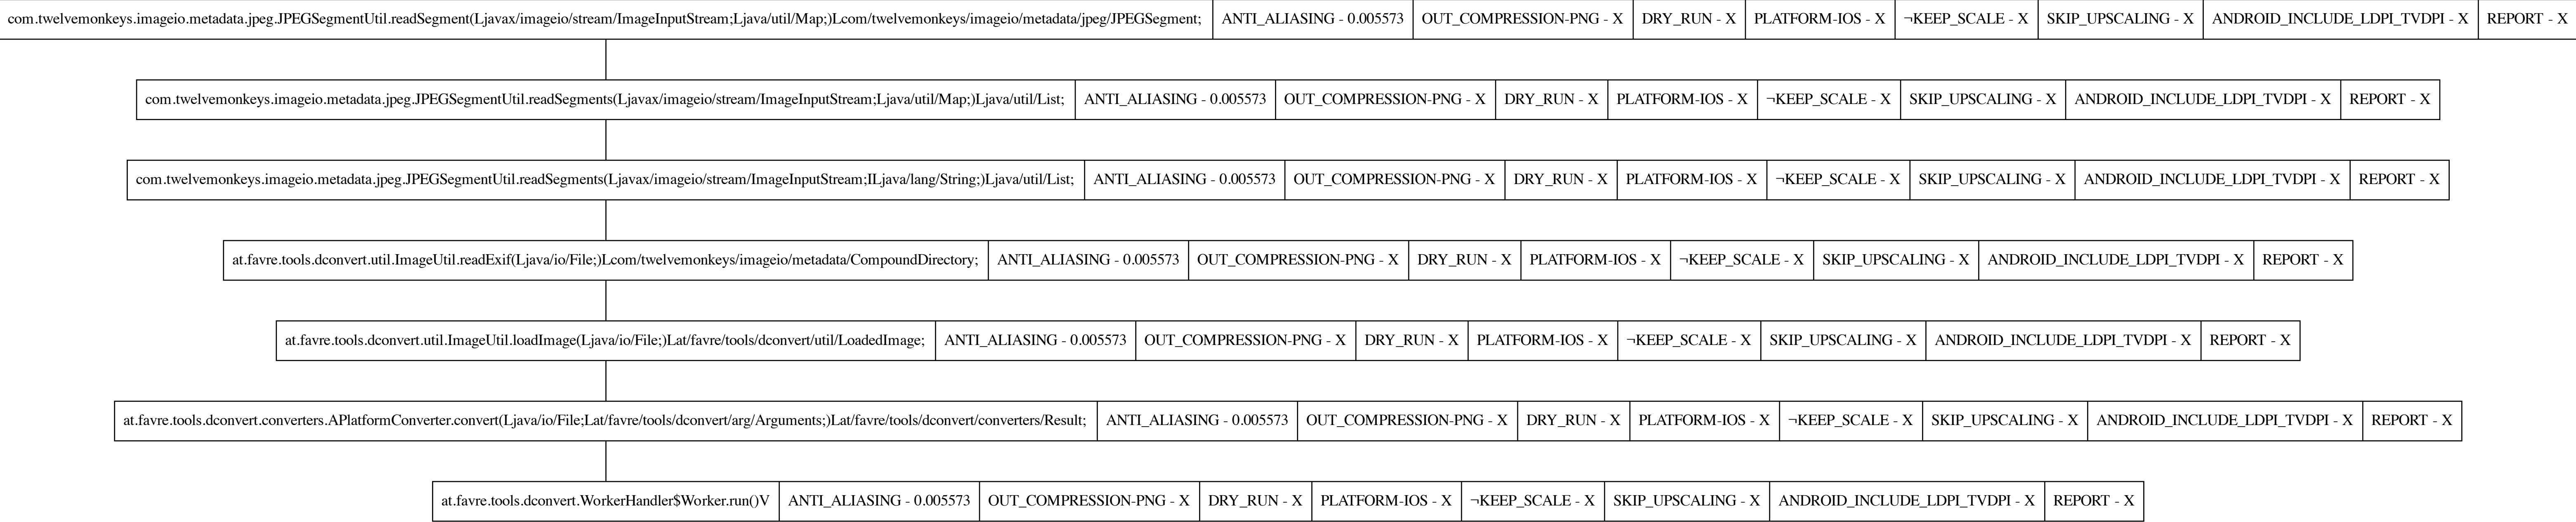 com.twelvemonkeys.imageio.metadata.jpeg.JPEGSegmentUtil.readSegment(Ljavax/imageio/stream/ImageInputStream;Ljava/util/Map;)Lcom/twelvemonkeys/imageio/metadata/jpeg/JPEGSegment; ANTI_ALIASING - 0.005573 OUT_COMPRESSION-PNG - X DRY_RUN - X PLATFORM-IOS - X ¬KEEP_SCALE - X SKIP_UPSCALING - X ANDROID_INCLUDE_LDPI_TVDPI - X REPORT - X
com.twelvemonkeys.imageio.metadata.jpeg.JPEGSegmentUtil.readSegments(Ljavax/imageio/stream/ImageInputStream;Ljava/util/Map;)Ljava/util/List; ANTI_ALIASING - 0.005573 OUT_COMPRESSION-PNG - X DRY_RUN - X PLATFORM-IOS - X ¬KEEP_SCALE - X SKIP_UPSCALING - X ANDROID_INCLUDE_LDPI_TVDPI - X REPORT - X
com.twelvemonkeys.imageio.metadata.jpeg.JPEGSegmentUtil.readSegments(Ljavax/imageio/stream/ImageInputStream;ILjava/lang/String;)Ljava/util/List; ANTI_ALIASING - 0.005573 OUT_COMPRESSION-PNG - X DRY_RUN - X PLATFORM-IOS - X ¬KEEP_SCALE - X SKIP_UPSCALING - X ANDROID_INCLUDE_LDPI_TVDPI - X REPORT - X
at.favre.tools.dconvert.util.ImageUtil.readExif(Ljava/io/File;)Lcom/twelvemonkeys/imageio/metadata/CompoundDirectory; ANTI_ALIASING - 0.005573 OUT_COMPRESSION-PNG - X DRY_RUN - X PLATFORM-IOS - X ¬KEEP_SCALE - X SKIP_UPSCALING - X ANDROID_INCLUDE_LDPI_TVDPI - X REPORT - X
at.favre.tools.dconvert.util.ImageUtil.loadImage(Ljava/io/File;)Lat/favre/tools/dconvert/util/LoadedImage; ANTI_ALIASING - 0.005573 OUT_COMPRESSION-PNG - X DRY_RUN - X PLATFORM-IOS - X ¬KEEP_SCALE - X SKIP_UPSCALING - X ANDROID_INCLUDE_LDPI_TVDPI - X REPORT - X
at.favre.tools.dconvert.converters.APlatformConverter.convert(Ljava/io/File;Lat/favre/tools/dconvert/arg/Arguments;)Lat/favre/tools/dconvert/converters/Result; ANTI_ALIASING - 0.005573 OUT_COMPRESSION-PNG - X DRY_RUN - X PLATFORM-IOS - X ¬KEEP_SCALE - X SKIP_UPSCALING - X ANDROID_INCLUDE_LDPI_TVDPI - X REPORT - X
at.favre.tools.dconvert.WorkerHandler$Worker.run()V ANTI_ALIASING - 0.005573 OUT_COMPRESSION-PNG - X DRY_RUN - X PLATFORM-IOS - X ¬KEEP_SCALE - X SKIP_UPSCALING - X ANDROID_INCLUDE_LDPI_TVDPI - X REPORT - X